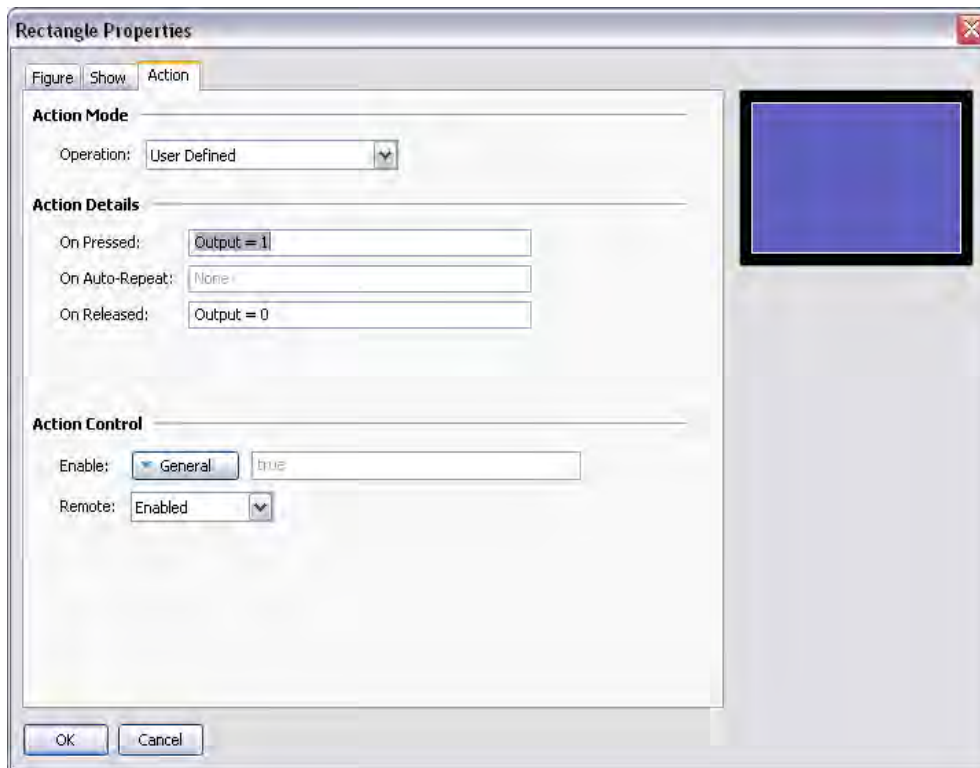 Rectangle Properties
Figure Show Action
Action Mode
Operation: User Defined
Action Details
On Pressed: Output = 1
On Auto-Repeat: None
On Released: Output = 0
Action Control
Enable: General true
Remote: Enabled
OK Cancel